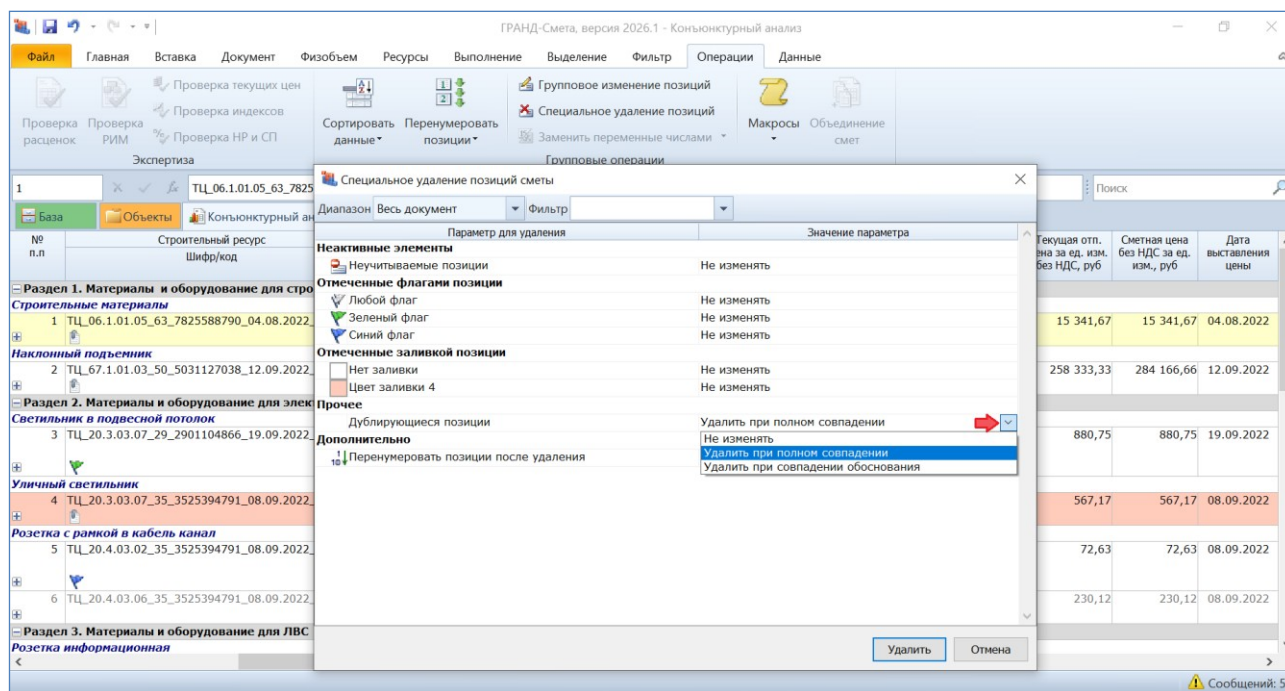 ГРАНД-Смета, версия 2026.1 - Конъюнктурный анализ
Файл Главная Вставка Документ Физобъем Ресурсы Выполнение Выделение Фильтр Операции Данные
Проверка расценок
Проверка РИМ
Проверка текущих цен
Проверка индексов
Проверка НР и СП
Экспертиза
Сортировать данные
Перенумеровать позиции
Групповое изменение позиций
Специальное удаление позиций
Заменить переменные числами
Групповые операции
Макросы
Объединение смет
1 ТЦ_06.1.01.05_63_7825
Поиск
База Объекты Конъюнктурный ан
Специальное удаление позиций сметы
Диапазон Весь документ Фильтр
Параметр для удаления Значение параметра
Неактивные элементы
Неучитываемые позиции Не изменять
Отмеченные флагами позиции
Любой флаг Не изменять
Зеленый флаг Не изменять
Синий флаг Не изменять
Отмеченные заливкой позиции
Нет заливки Не изменять
Цвет заливки 4 Не изменять
Прочее
Дублирующиеся позиции Удалить при полном совпадении
Не изменять
Удалить при полном совпадении
Удалить при совпадении обоснования
Дополнительно
Перенумеровать позиции после удаления
Удалить Отмена
№ п.п
Строительный ресурс
Шифр/код
Текущая отп.
ена за ед. изм.
без НДС, руб
Сметная цена
без НДС за ед.
изм., руб
Дата
выставления
цены
Раздел 1. Материалы и оборудование для стро
Строительные материалы
1 ТЦ_06.1.01.05_63_7825588790_04.08.2022_ 15 341,67 15 341,67 04.08.2022
Наклонный подъемник
2 ТЦ_67.1.01.03_50_5031127038_12.09.2022_ 258 333,33 284 166,66 12.09.2022
Раздел 2. Материалы и оборудование для элек
Светильник в подвесной потолок
3 ТЦ_20.3.03.07_29_2901104866_19.09.2022_ 880,75 880,75 19.09.2022
Уличный светильник
4 ТЦ_20.3.03.07_35_3525394791_08.09.2022_ 567,17 567,17 08.09.2022
Розетка с рамкой в кабель канал
5 ТЦ_20.4.03.02_35_3525394791_08.09.2022_ 72,63 72,63 08.09.2022
6 ТЦ_20.4.03.06_35_3525394791_08.09.2022_ 230,12 230,12 08.09.2022
Раздел 3. Материалы и оборудование для ЛВС
Розетка информационная
Сообщений: 5